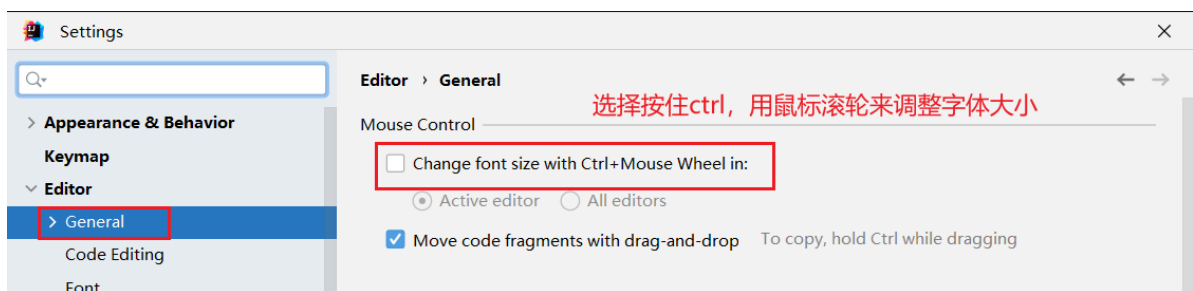 Settings
Editor › General
选择按住ctrl，用鼠标滚轮来调整字体大小
Appearance & Behavior
Mouse Control
Keymap
Change font size with Ctrl+Mouse Wheel in:
Editor
Active editor All editors
General
Move code fragments with drag-and-drop To copy, hold Ctrl while dragging
Code Editing
Font